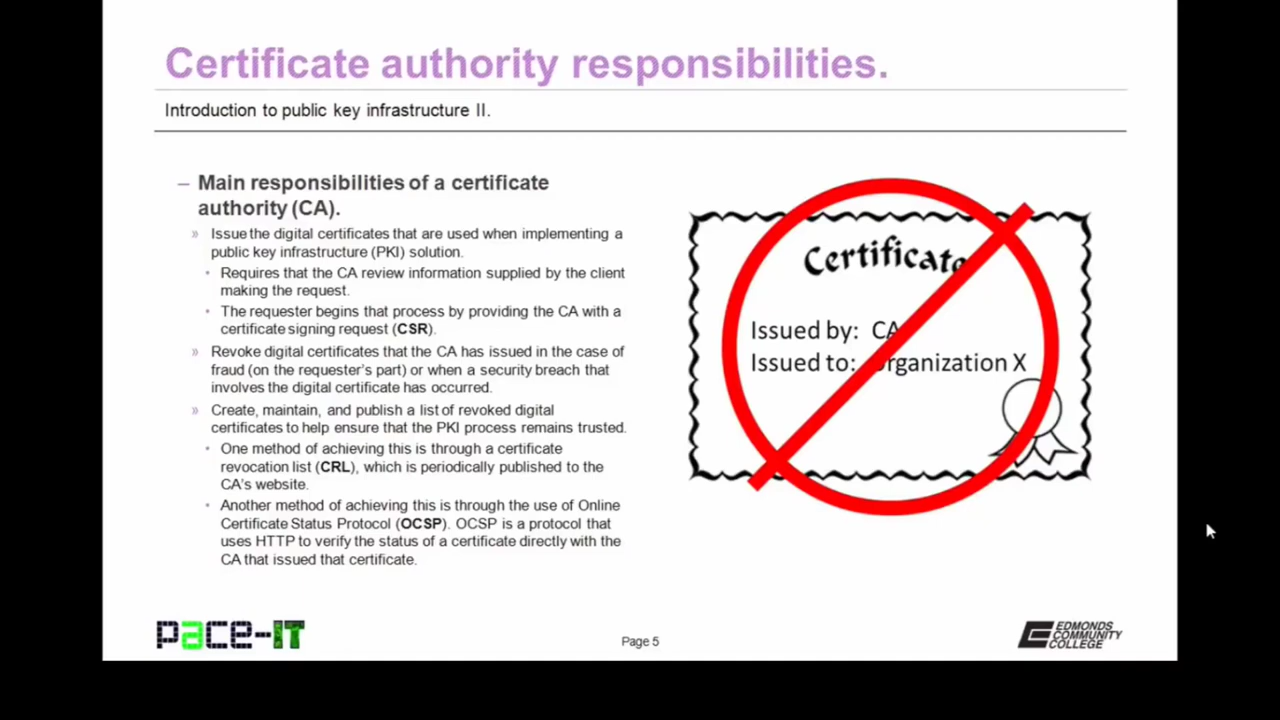 Certificate authority responsibilities.
Introduction to public key infrastructure II.
– Main responsibilities of a certificate
authority (CA).
» Issue the digital certificates that are used when implementing a
public key infrastructure (PKI) solution.
• Requires that the CA review information supplied by the client
making the request.
• The requester begins that process by providing the CA with a
certificate signing request (CSR).
» Revoke digital certificates that the CA has issued in the case of
fraud (on the requester's part) or when a security breach that
involves the digital certificate has occurred.
» Create, maintain, and publish a list of revoked digital
certificates to help ensure that the PKI process remains trusted.
• One method of achieving this is through a certificate
revocation list (CRL), which is periodically published to the
CA's website.
• Another method of achieving this is through the use of Online
Certificate Status Protocol (OCSP). OCSP is a protocol that
uses HTTP to verify the status of a certificate directly with the
CA that issued that certificate.
Certificate
Issued by: CA
Issued to: Organization X
pace-IT
Page 5
EDMONDS
COMMUNITY
COLLEGE